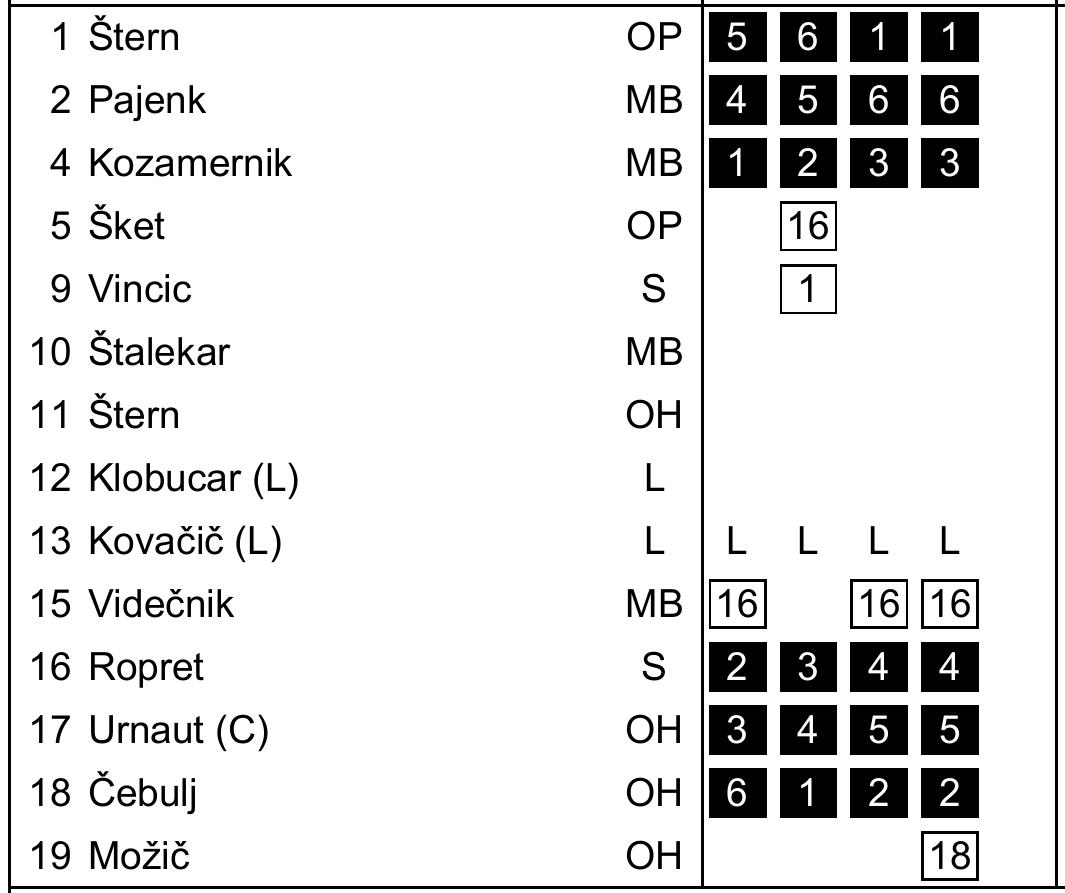 1 Štern OP 5 6 1 1
2 Pajenk MB 4 5 6 6
4 Kozamernik MB 1 2 3 3
5 Šket OP 16
9 Vincic S 1
10 Štalekar MB
11 Štern OH
12 Klobucar (L) L
13 Kovačič (L) L L L L L
15 Videčnik MB 16 16 16
16 Ropret S 2 3 4 4
17 Urnaut (C) OH 3 4 5 5
18 Čebulj OH 6 1 2 2
19 Možič OH 18